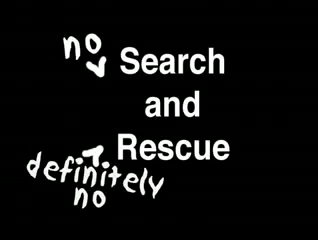 no
Search
and
Rescue
definitely
no